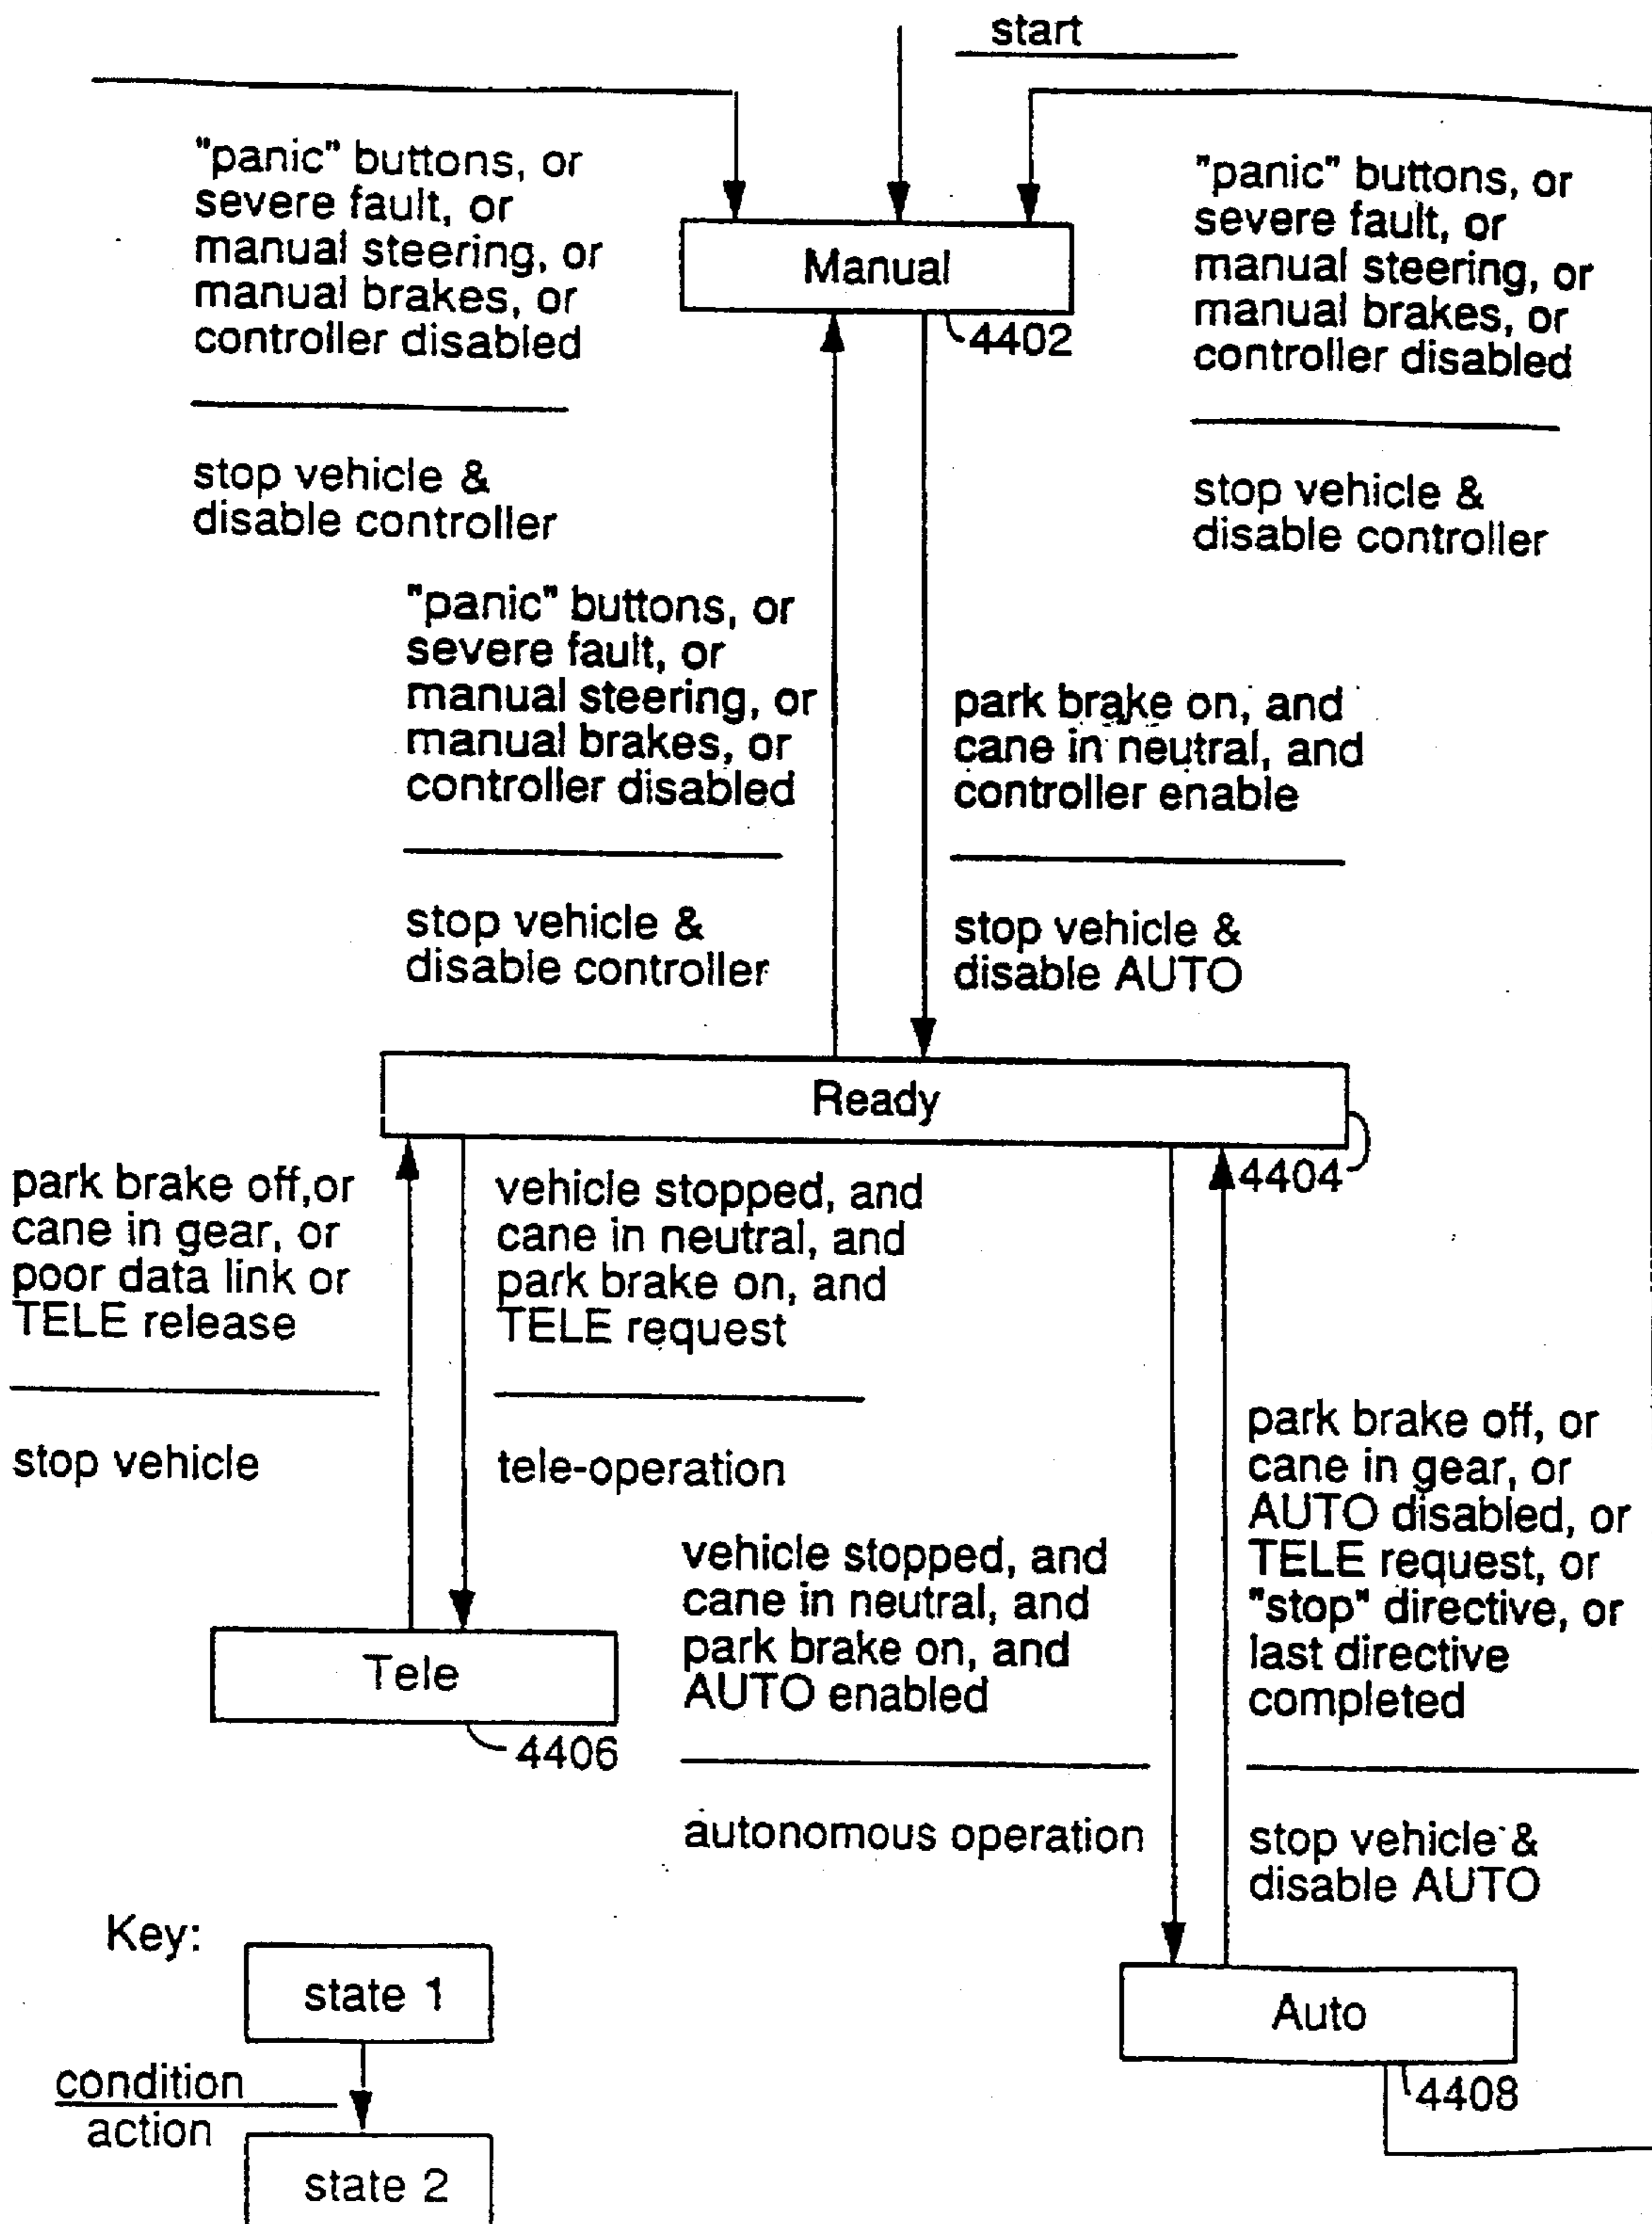 start
"panic" buttons, or
severe fault, or
manual steering, or
manual brakes, or
controller disabled
stop vehicle &
disable controller
Manual
4402
"panic" buttons, or
severe fault, or
manual steering, or
manual brakes, or
controller disabled
stop vehicle &
disable controller
"panic" buttons, or
severe fault, or
manual steering, or
manual brakes, or
controller disabled
stop vehicle &
disable controller
park brake on, and
cane in neutral, and
controller enable
stop vehicle &
disable AUTO
Ready
4404
park brake off,or
cane in gear, or
poor data link or
TELE release
stop vehicle
vehicle stopped, and
cane in neutral, and
park brake on, and
TELE request
tele-operation
Tele
4406
vehicle stopped, and
cane in neutral, and
park brake on, and
AUTO enabled
autonomous operation
park brake off, or
cane in gear, or
AUTO disabled, or
TELE request, or
"stop" directive, or
last directive
completed
stop vehicle &
disable AUTO
Auto
4408
Key:
state 1
condition
action
state 2